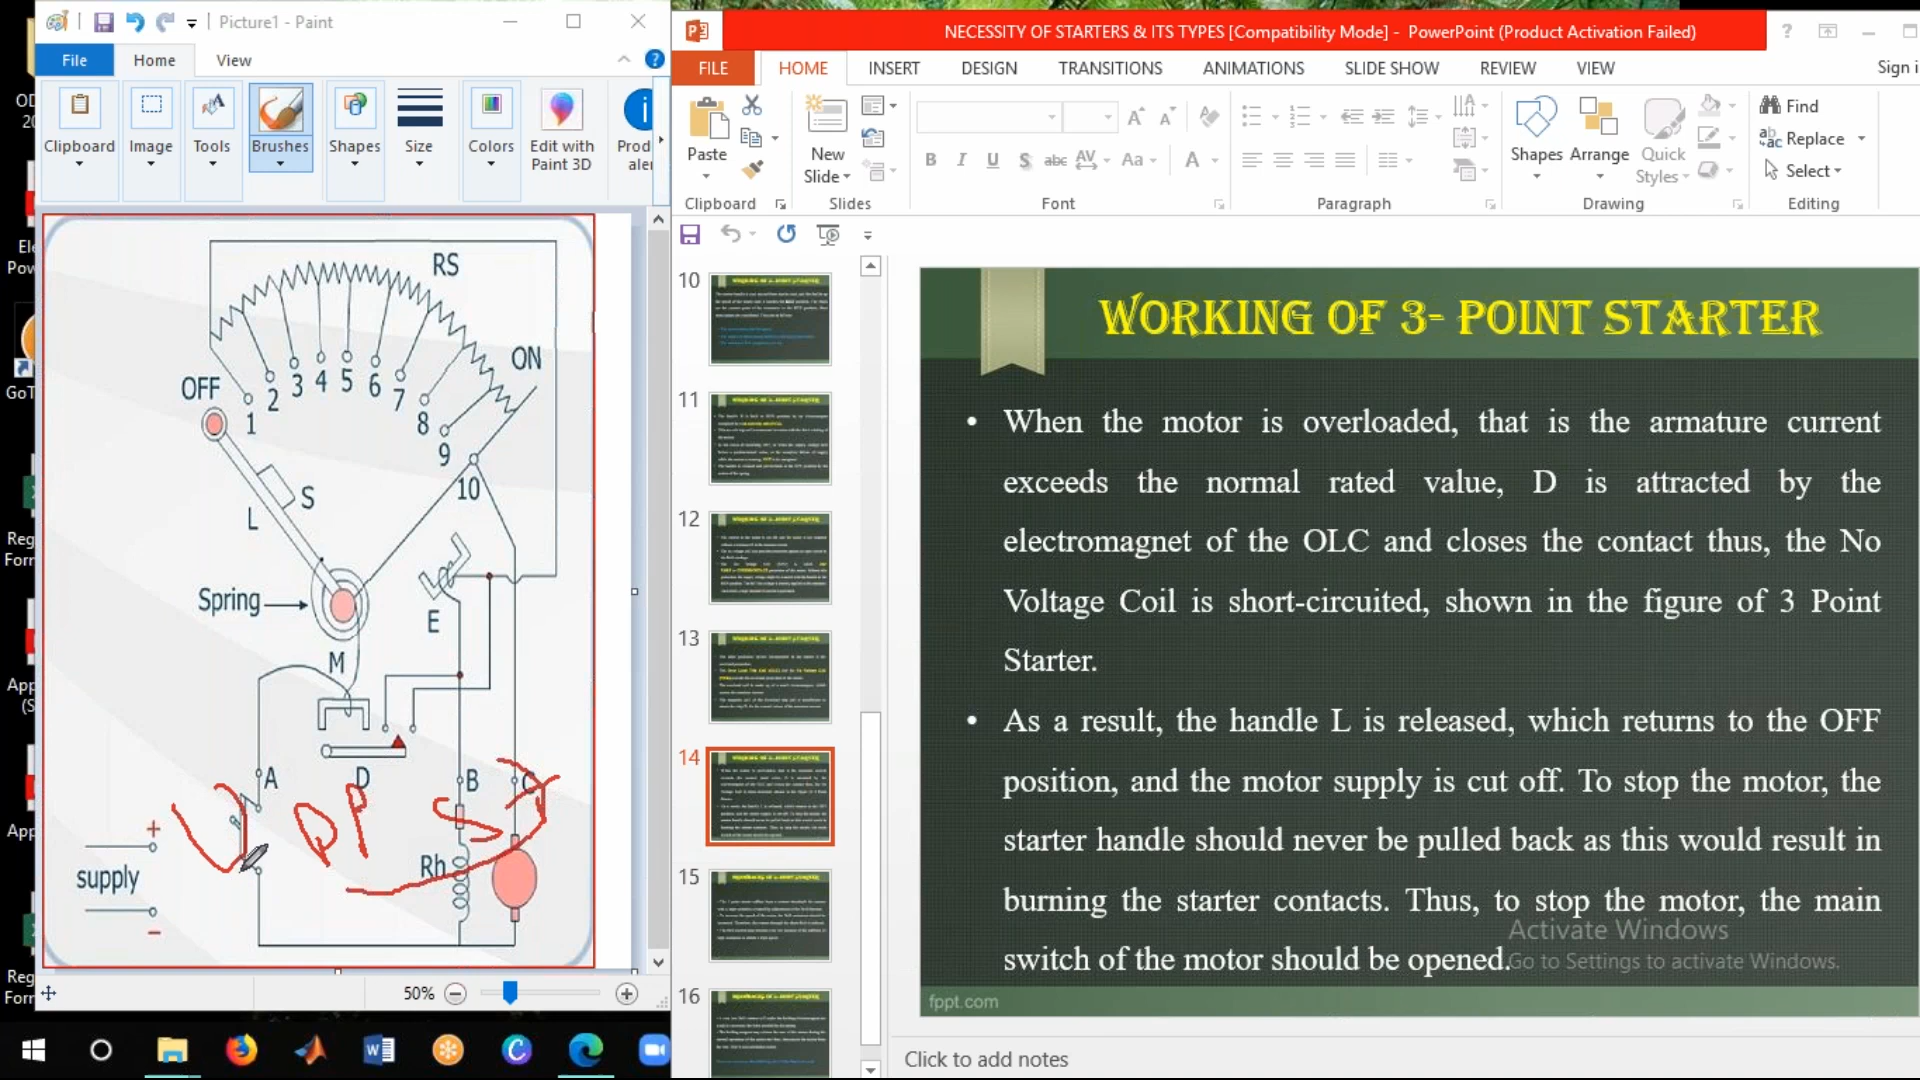 Picture1 - Paint
File
Home
View
Clipboard
Image
Tools
Brushes
Shapes
Size
Colors
Edit with
Paint 3D
Prod
aler
RS
ON
OFF
1
2
3
4
5
6
7
8
9
10
S
L
Spring
E
M
A
D
B
C
DPST
+
supply
−
Rh
50%
NECESSITY OF STARTERS & ITS TYPES [Compatibility Mode] - PowerPoint (Product Activation Failed)
FILE
HOME
INSERT
DESIGN
TRANSITIONS
ANIMATIONS
SLIDE SHOW
REVIEW
VIEW
Sign i
Paste
New
Slide
Clipboard
Slides
Font
Paragraph
Shapes
Arrange
Quick
Styles
Drawing
Find
Replace
Select
Editing
10
11
12
13
14
15
16
WORKING OF 3- POINT STARTER
• When the motor is overloaded, that is the armature current
exceeds the normal rated value, D is attracted by the
electromagnet of the OLC and closes the contact thus, the No
Voltage Coil is short-circuited, shown in the figure of 3 Point
Starter.
• As a result, the handle L is released, which returns to the OFF
position, and the motor supply is cut off. To stop the motor, the
starter handle should never be pulled back as this would result in
burning the starter contacts. Thus, to stop the motor, the main
switch of the motor should be opened.
Activate Windows
Go to Settings to activate Windows.
fppt.com
Click to add notes